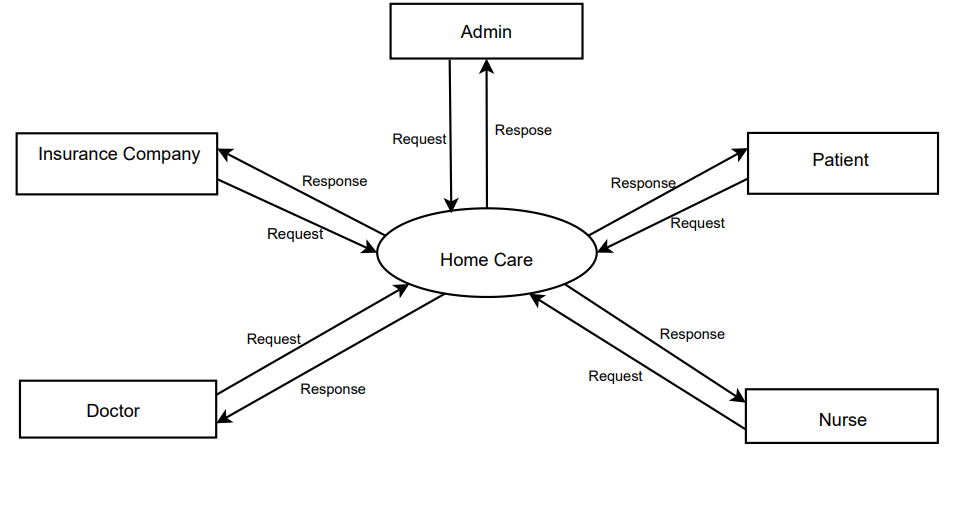 Admin
Request
Respose
Insurance Company
Patient
Response
Response
Request
Request
Home Care
Request
Response
Response
Request
Doctor
Nurse